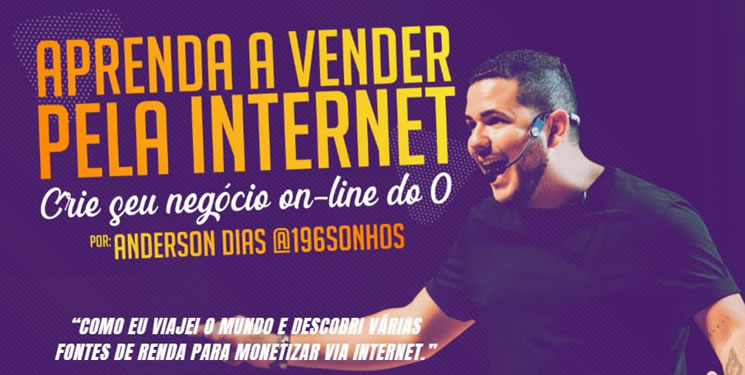 APRENDA A VENDER
PELA INTERNET
Crie seu negócio on-line do 0
POR: ANDERSON DIAS @196SONHOS
“COMO EU VIAJEI O MUNDO E DESCOBRI VÁRIAS
FONTES DE RENDA PARA MONETIZAR VIA INTERNET.”